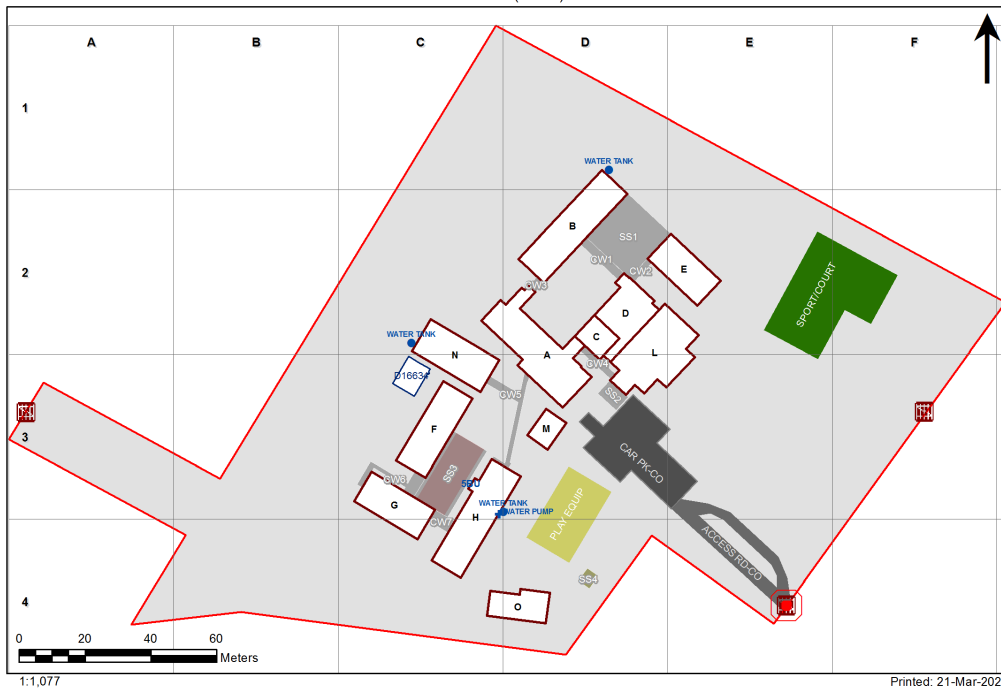 A B C D E F
1
WATER TANK
B
SS1
CW1
CW2
E
2
CW3
SPORT/COURT
D
WATER TANK
C
N
A
L
CW4
D1663
CW5
SS2
3
F
M
CAR PK-CO
SS3
CW6
G
WATER TANK
WATER PUMP
H
CW7
PLAY EQUIP
ACCESS RD-CO
SS4
4
O
0 20 40 60
Meters
1:1,077
Printed: 21-Mar-202